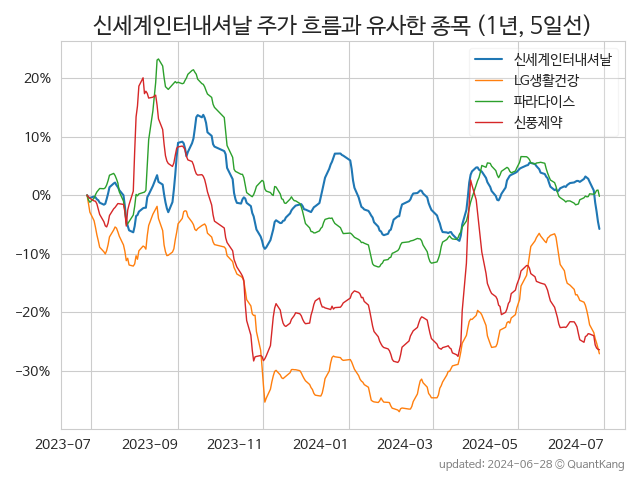 신세계인터내셔날 주가 흐름과 유사한 종목 (1년, 5일선)
신세계인터내셔날
LG생활건강
파라다이스
신풍제약
20%
10%
0%
−10%
−20%
−30%
2023-07 2023-09 2023-11 2024-01 2024-03 2024-05 2024-07
updated: 2024-06-28 © QuantKang